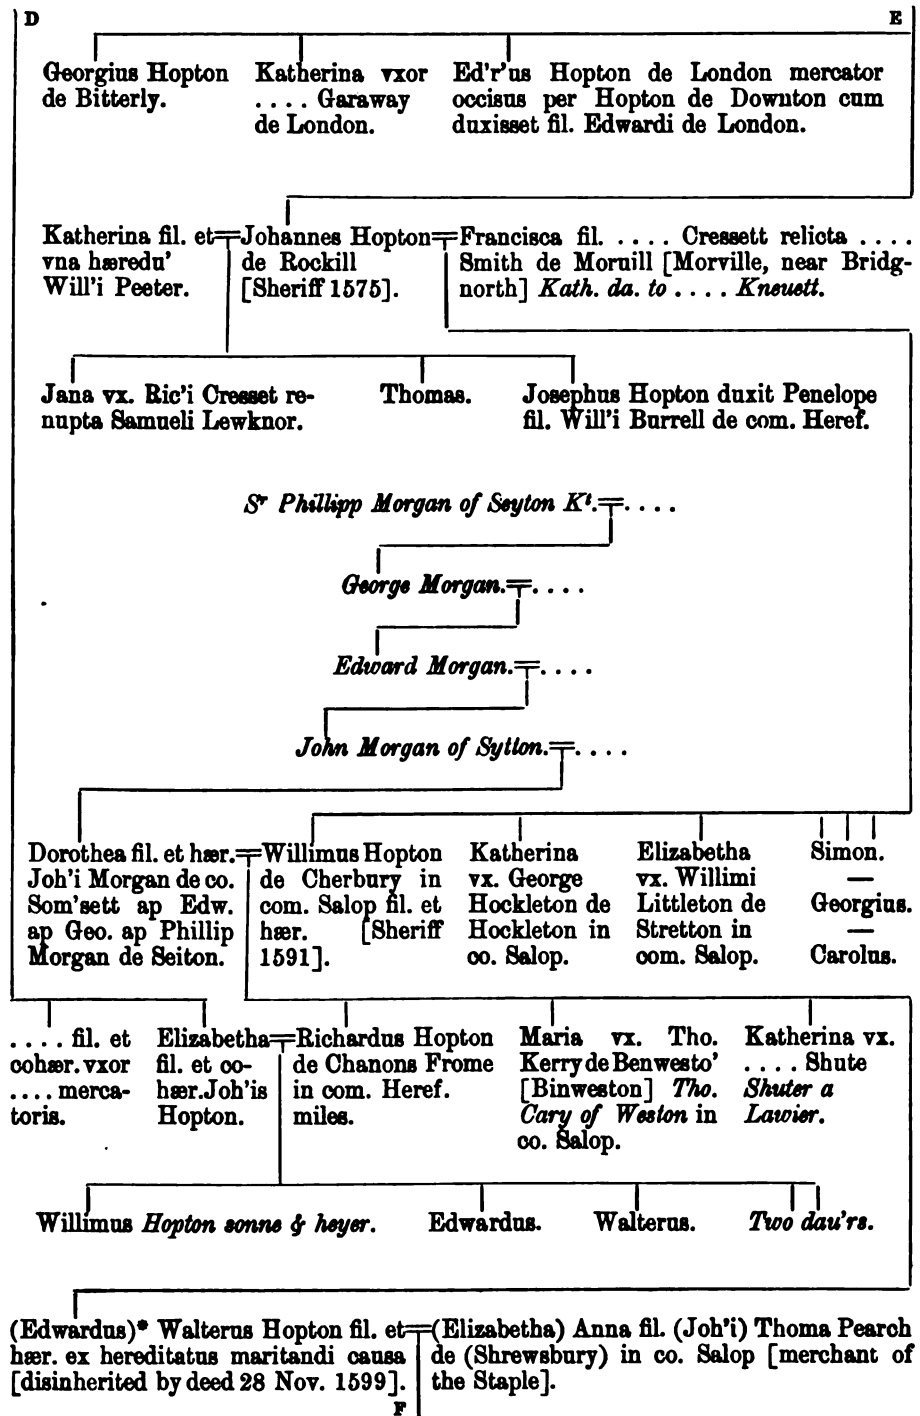 D E
Georgius Hopton
de Bitterly.
Katherina vxor
.... Garaway
de London.
Ed'r'us Hopton de London mercator
occisus per Hopton de Downton cum
duxisset fil. Edwardi de London.
Katherina fil. et
vna hæredu'
Will'i Peeter.
Johannes Hopton
de Rockill
[Sheriff 1575].
Francisca fil. .... Cressett relicta ....
Smith de Moruill [Morville, near Bridg-
north] Kath. da. to .... Kneuett.
Jana vx. Ric'i Cresset re-
nupta Samueli Lewknor.
Thomas.
Josephus Hopton duxit Penelope
fil. Will'i Burrell de com. Heref.
Sr Phillipp Morgan of Seyton Kt.=....
George Morgan.=....
Edward Morgan.=....
John Morgan of Sytton.=....
Dorothea fil. et hær.
Joh'i Morgan de co.
Som'sett ap Edw.
ap Geo. ap Phillip
Morgan de Seiton.
Willimus Hopton
de Cherbury in
com. Salop fil. et
hær. [Sheriff
1591].
Katherina
vx. George
Hockleton de
Hockleton in
co. Salop.
Elizabetha
vx. Willimi
Littleton de
Stretton in
com. Salop.
Simon.
—
Georgius.
—
Carolus.
.... fil. et
cohær. vxor
.... merca-
toris.
Elizabetha
fil. et co-
hær. Joh'is
Hopton.
Richardus Hopton
de Chanons Frome
in com. Heref.
miles.
Maria vx. Tho.
Kerry de Benwesto'
[Binweston] Tho.
Cary of Weston in
co. Salop.
Katherina vx.
.... Shute
Shuter a
Lawier.
Willimus Hopton sonne & heyer.
Edwardus.
Walterus.
Two dau'rs.
(Edwardus)* Walterus Hopton fil. et
hær. ex hereditatus maritandi causa
[disinherited by deed 28 Nov. 1599].
(Elizabetha) Anna fil. (Joh'i) Thoma Pearch
de (Shrewsbury) in co. Salop [merchant of
the Staple].
F